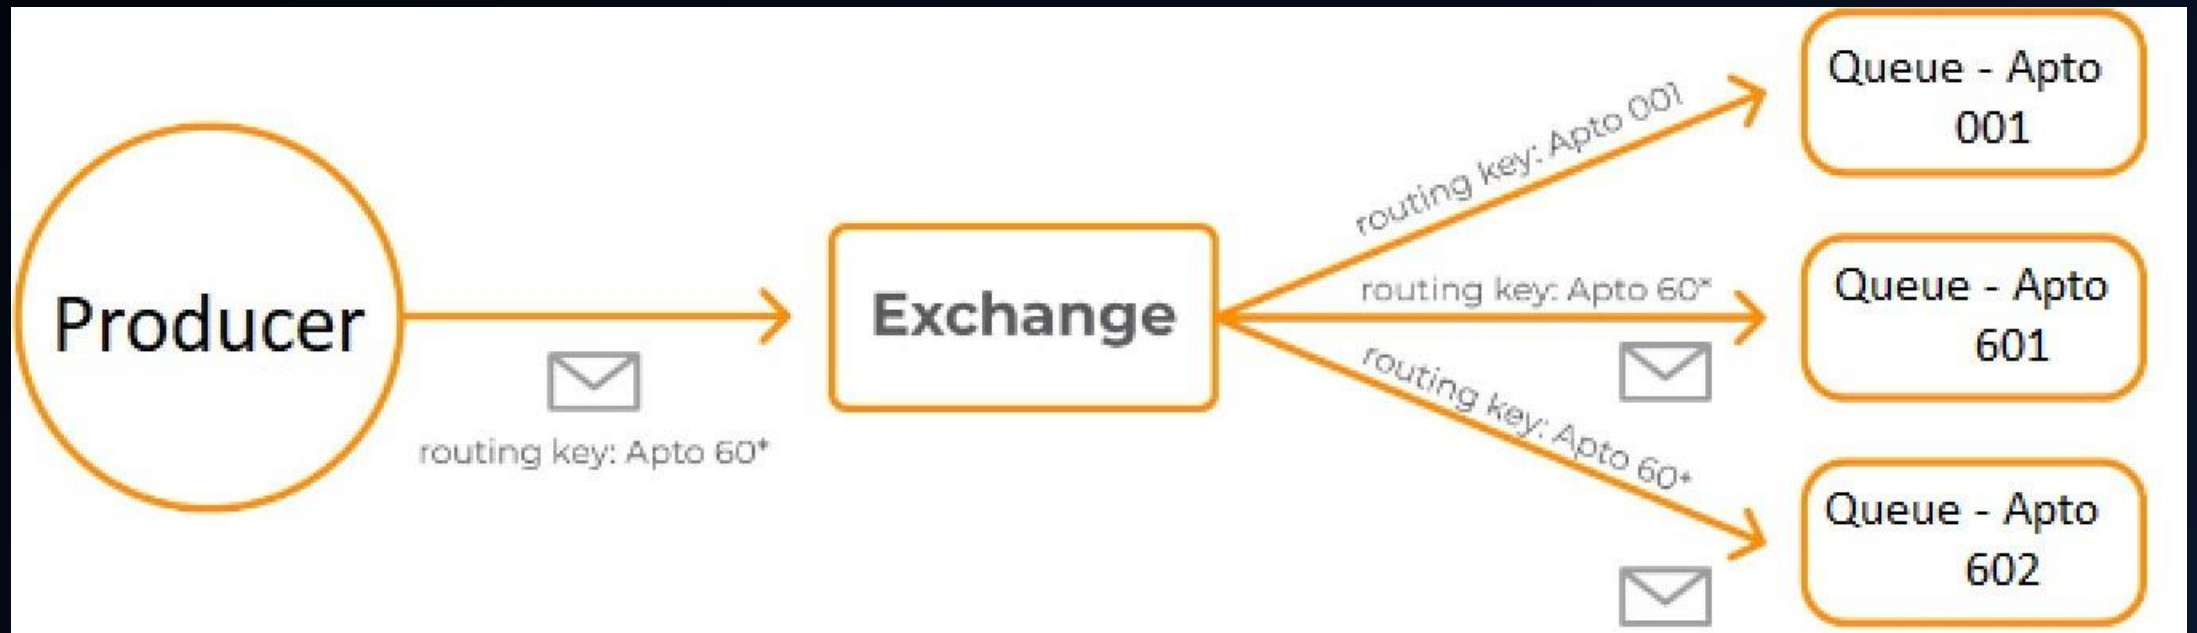 Producer
routing key: Apto 60*
Exchange
routing key: Apto 001
routing key: Apto 60*
routing key: Apto 60*
Queue - Apto
001
Queue - Apto
601
Queue - Apto
602